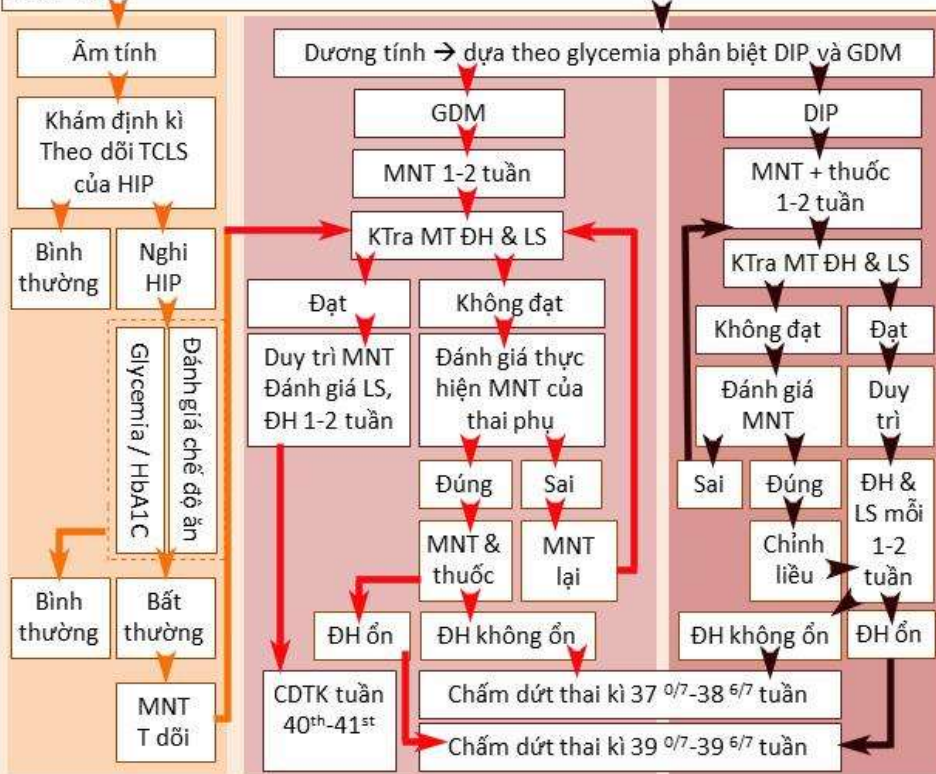 Âm tính
Dương tính → dựa theo glycemia phân biệt DIP và GDM
Khám định kì
Theo dõi TCLS
của HIP
Bình
thường
Nghi
HIP
Glycemia / HbA1C
Đánh giá chế độ ăn
Bình
thường
Bất
thường
MNT
T dõi
GDM
MNT 1-2 tuần
KTra MT ĐH & LS
Đạt
Không đạt
Duy trì MNT
Đánh giá LS,
ĐH 1-2 tuần
Đánh giá thực
hiện MNT của
thai phụ
Đúng
Sai
MNT &
thuốc
MNT
lại
ĐH ổn
ĐH không ổn
CDTK tuần
40th-41st
DIP
MNT + thuốc
1-2 tuần
KTra MT ĐH & LS
Không đạt
Đạt
Đánh giá
MNT
Duy
trì
Sai
Đúng
ĐH &
LS mỗi
1-2
tuần
Chỉnh
liều
ĐH không ổn
ĐH ổn
Chấm dứt thai kì 37 0/7-38 6/7 tuần
Chấm dứt thai kì 39 0/7-39 6/7 tuần